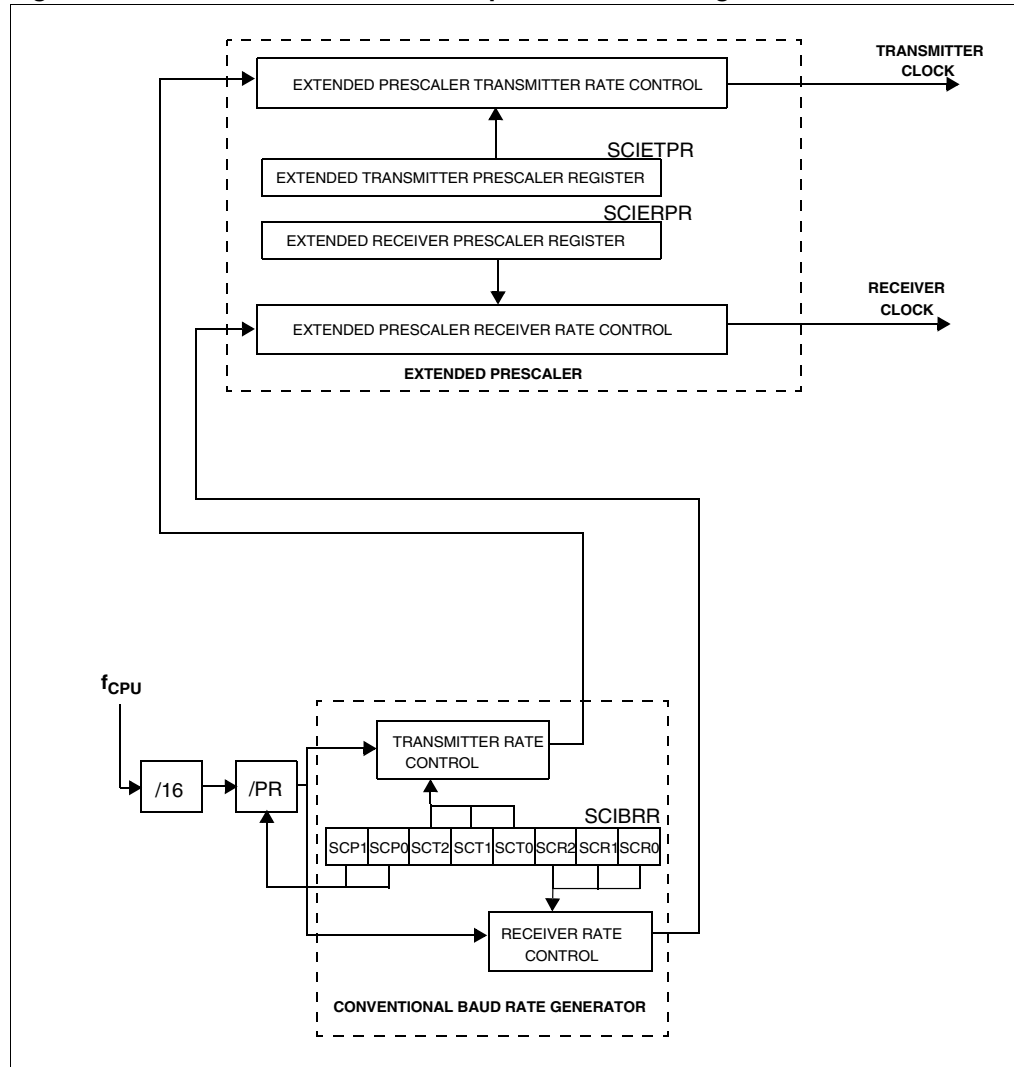 TRANSMITTER
CLOCK
EXTENDED PRESCALER TRANSMITTER RATE CONTROL
SCIETPR
EXTENDED TRANSMITTER PRESCALER REGISTER
SCIERPR
EXTENDED RECEIVER PRESCALER REGISTER
RECEIVER
CLOCK
EXTENDED PRESCALER RECEIVER RATE CONTROL
EXTENDED PRESCALER
fCPU
TRANSMITTER RATE
CONTROL
/16
/PR
SCIBRR
SCP1 SCP0 SCT2 SCT1 SCT0 SCR2 SCR1 SCR0
RECEIVER RATE
CONTROL
CONVENTIONAL BAUD RATE GENERATOR